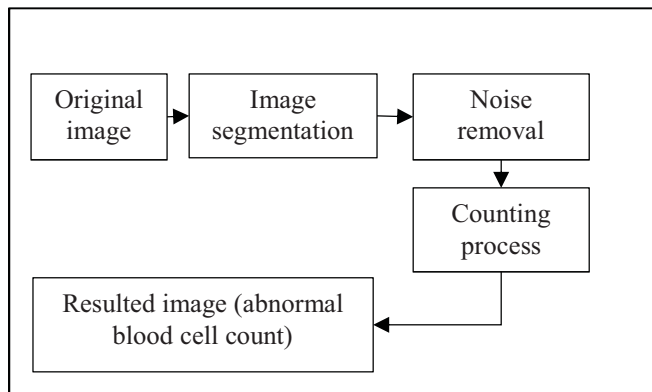 Original
image
Image
segmentation
Noise
removal
Counting
process
Resulted image (abnormal
blood cell count)